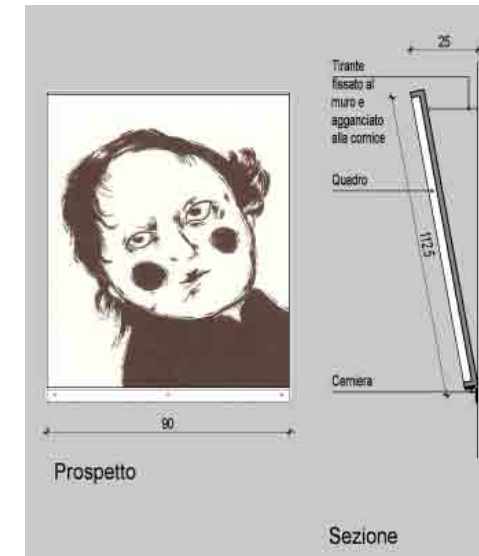 25
Tirante
fissato al
muro e
agganciato
alla cornice
Quadro
112.5
Cerniera
90
Prospetto
Sezione